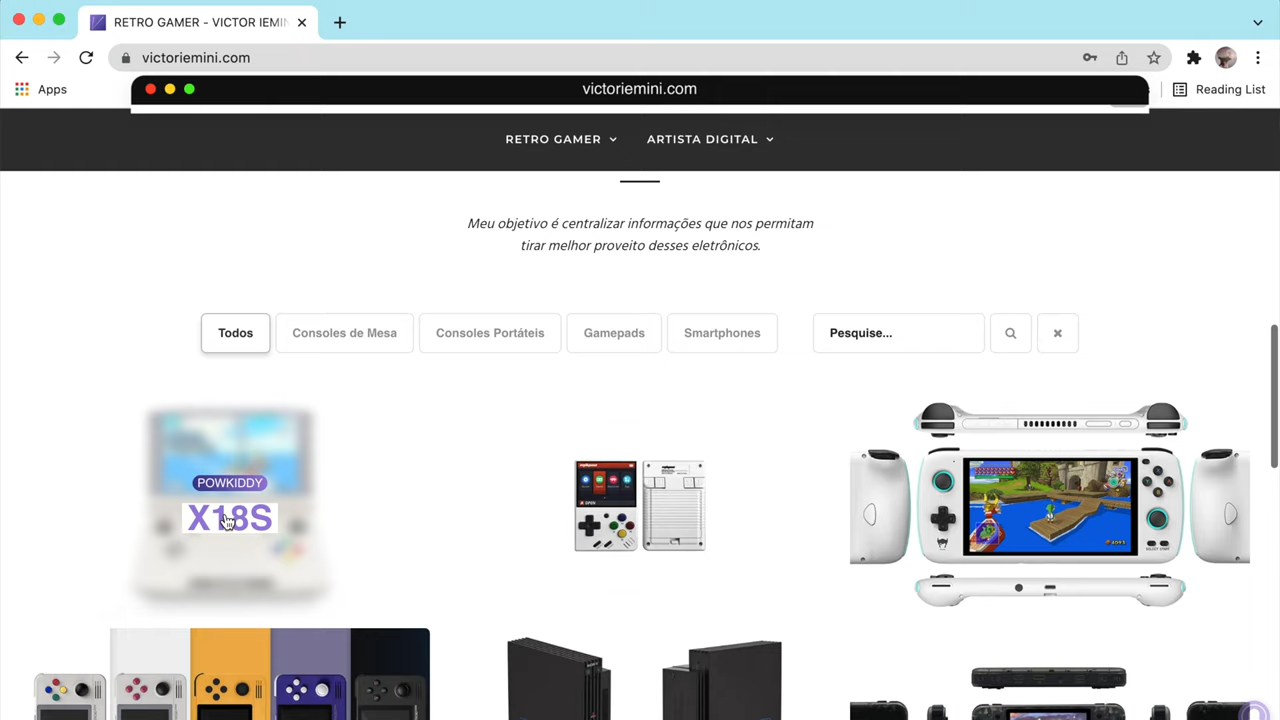 RETRO GAMER - VICTOR IEMIN
victoriemini.com
Apps
victoriemini.com
Reading List
RETRO GAMER
ARTISTA DIGITAL
Meu objetivo é centralizar informações que nos permitam
tirar melhor proveito desses eletrônicos.
Todos
Consoles de Mesa
Consoles Portáteis
Gamepads
Smartphones
Pesquise...
POWKIDDY
X18S
SELECT START